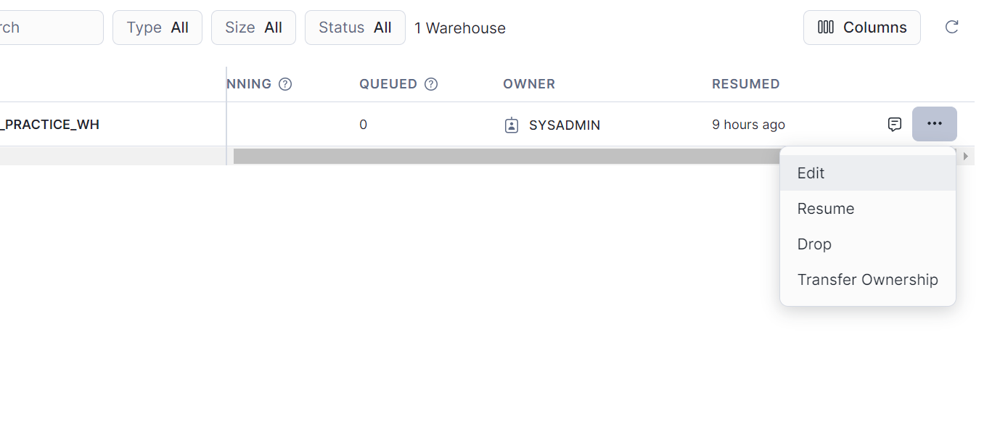 rch Type All Size All Status All 1 Warehouse Columns
NNING QUEUED OWNER RESUMED
_PRACTICE_WH 0 SYSADMIN 9 hours ago
Edit
Resume
Drop
Transfer Ownership